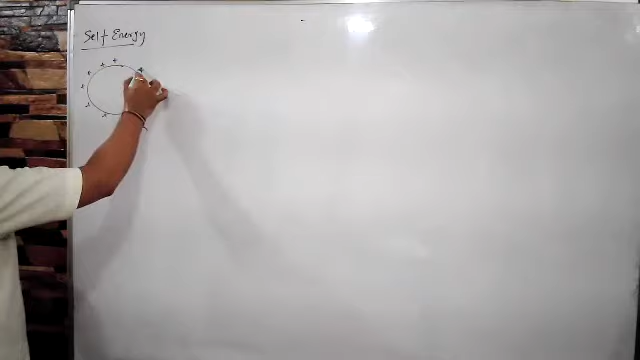 Self Energy
+ + + + + + + +